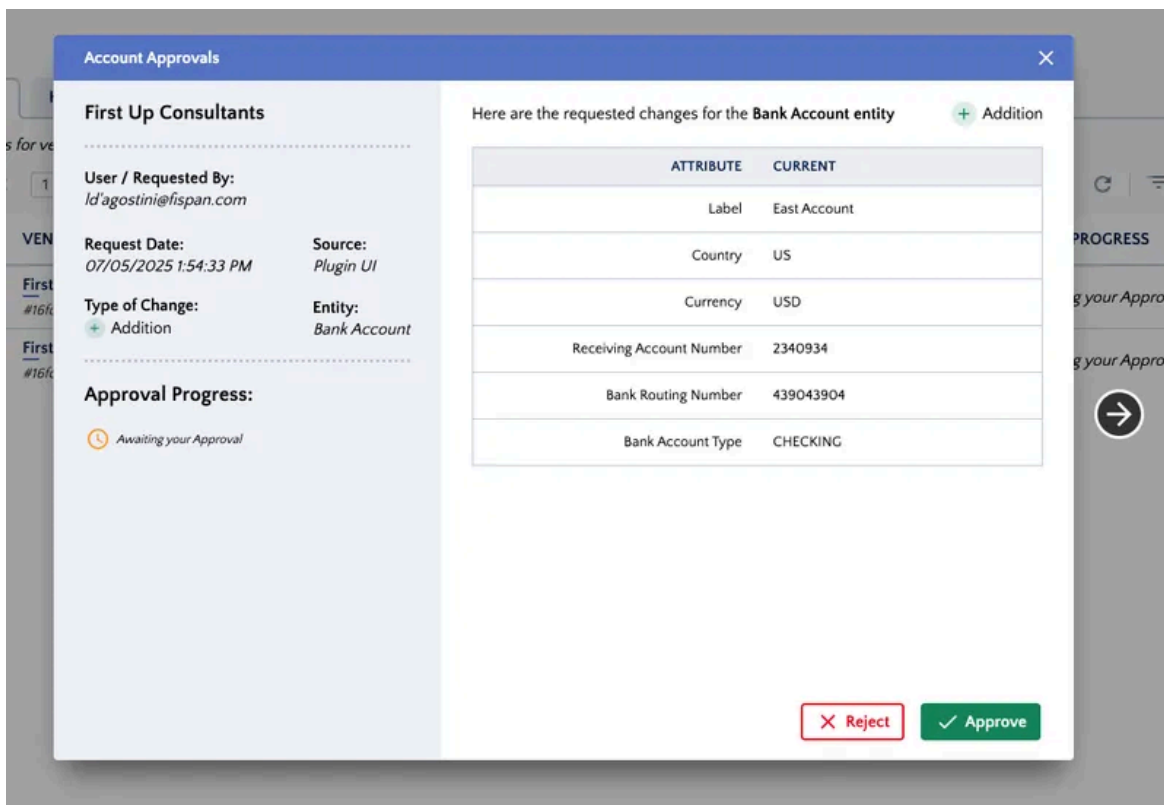 Account Approvals
First Up Consultants
User / Requested By:
ld'agostini@fispan.com
Request Date:
07/05/2025 1:54:33 PM
Source:
Plugin UI
Type of Change:
+ Addition
Entity:
Bank Account
Approval Progress:
Awaiting your Approval
Here are the requested changes for the Bank Account entity
+ Addition
ATTRIBUTE CURRENT
Label East Account
Country US
Currency USD
Receiving Account Number 2340934
Bank Routing Number 439043904
Bank Account Type CHECKING
Reject
Approve
s for
1
VEN
First
First
PROGRESS
your Appro
your Appro